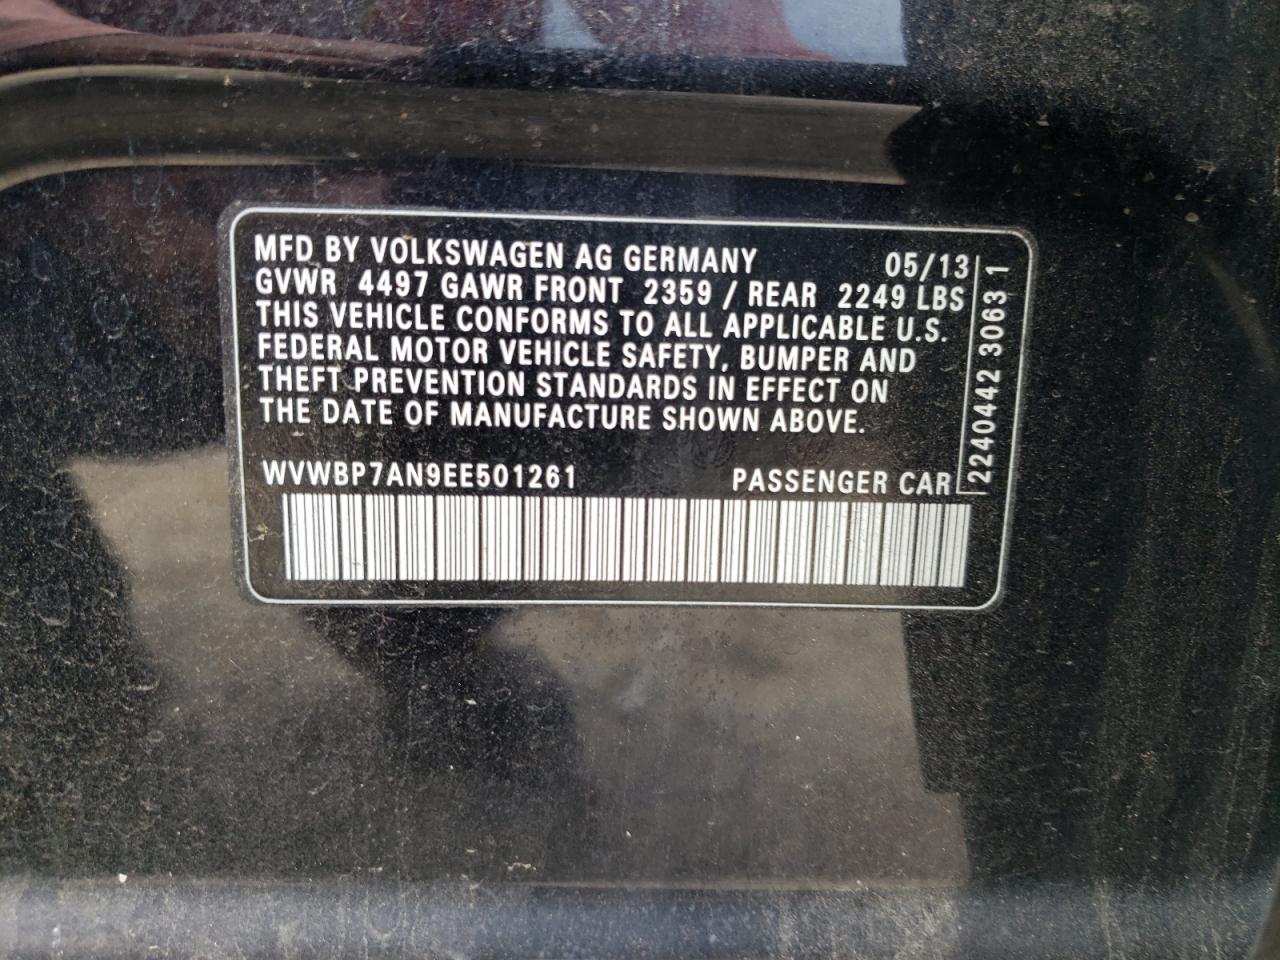 MFD BY VOLKSWAGEN AG GERMANY 05/13
GVWR 4497 GAWR FRONT 2359 / REAR 2249 LBS
THIS VEHICLE CONFORMS TO ALL APPLICABLE U.S.
FEDERAL MOTOR VEHICLE SAFETY, BUMPER AND
THEFT PREVENTION STANDARDS IN EFFECT ON
THE DATE OF MANUFACTURE SHOWN ABOVE.
WVWBP7AN9EE501261 PASSENGER CAR
2240442 3063 1